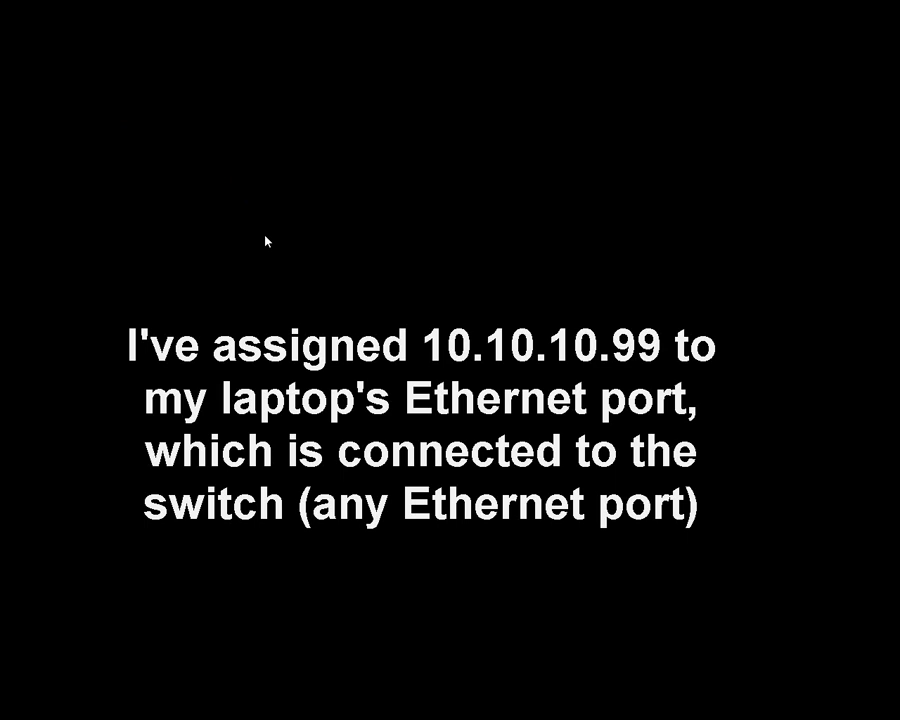 I've assigned 10.10.10.99 to
my laptop's Ethernet port,
which is connected to the
switch (any Ethernet port)